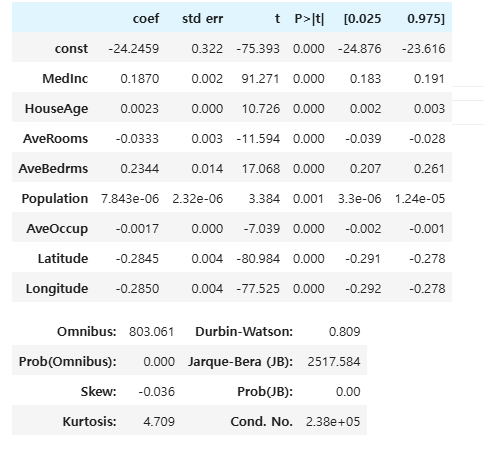 coef std err t P>|t| [0.025 0.975]
const -24.2459 0.322 -75.393 0.000 -24.876 -23.616
MedInc 0.1870 0.002 91.271 0.000 0.183 0.191
HouseAge 0.0023 0.000 10.726 0.000 0.002 0.003
AveRooms -0.0333 0.003 -11.594 0.000 -0.039 -0.028
AveBedrms 0.2344 0.014 17.068 0.000 0.207 0.261
Population 7.843e-06 2.32e-06 3.384 0.001 3.3e-06 1.24e-05
AveOccup -0.0017 0.000 -7.039 0.000 -0.002 -0.001
Latitude -0.2845 0.004 -80.984 0.000 -0.291 -0.278
Longitude -0.2850 0.004 -77.525 0.000 -0.292 -0.278
Omnibus: 803.061 Durbin-Watson: 0.809
Prob(Omnibus): 0.000 Jarque-Bera (JB): 2517.584
Skew: -0.036 Prob(JB): 0.00
Kurtosis: 4.709 Cond. No. 2.38e+05